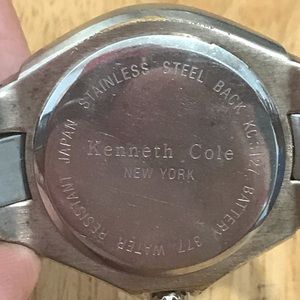 Kenneth Cole
NEW YORK
STAINLESS STEEL BACK BATTERY 377 WATER RESISTANT JAPAN